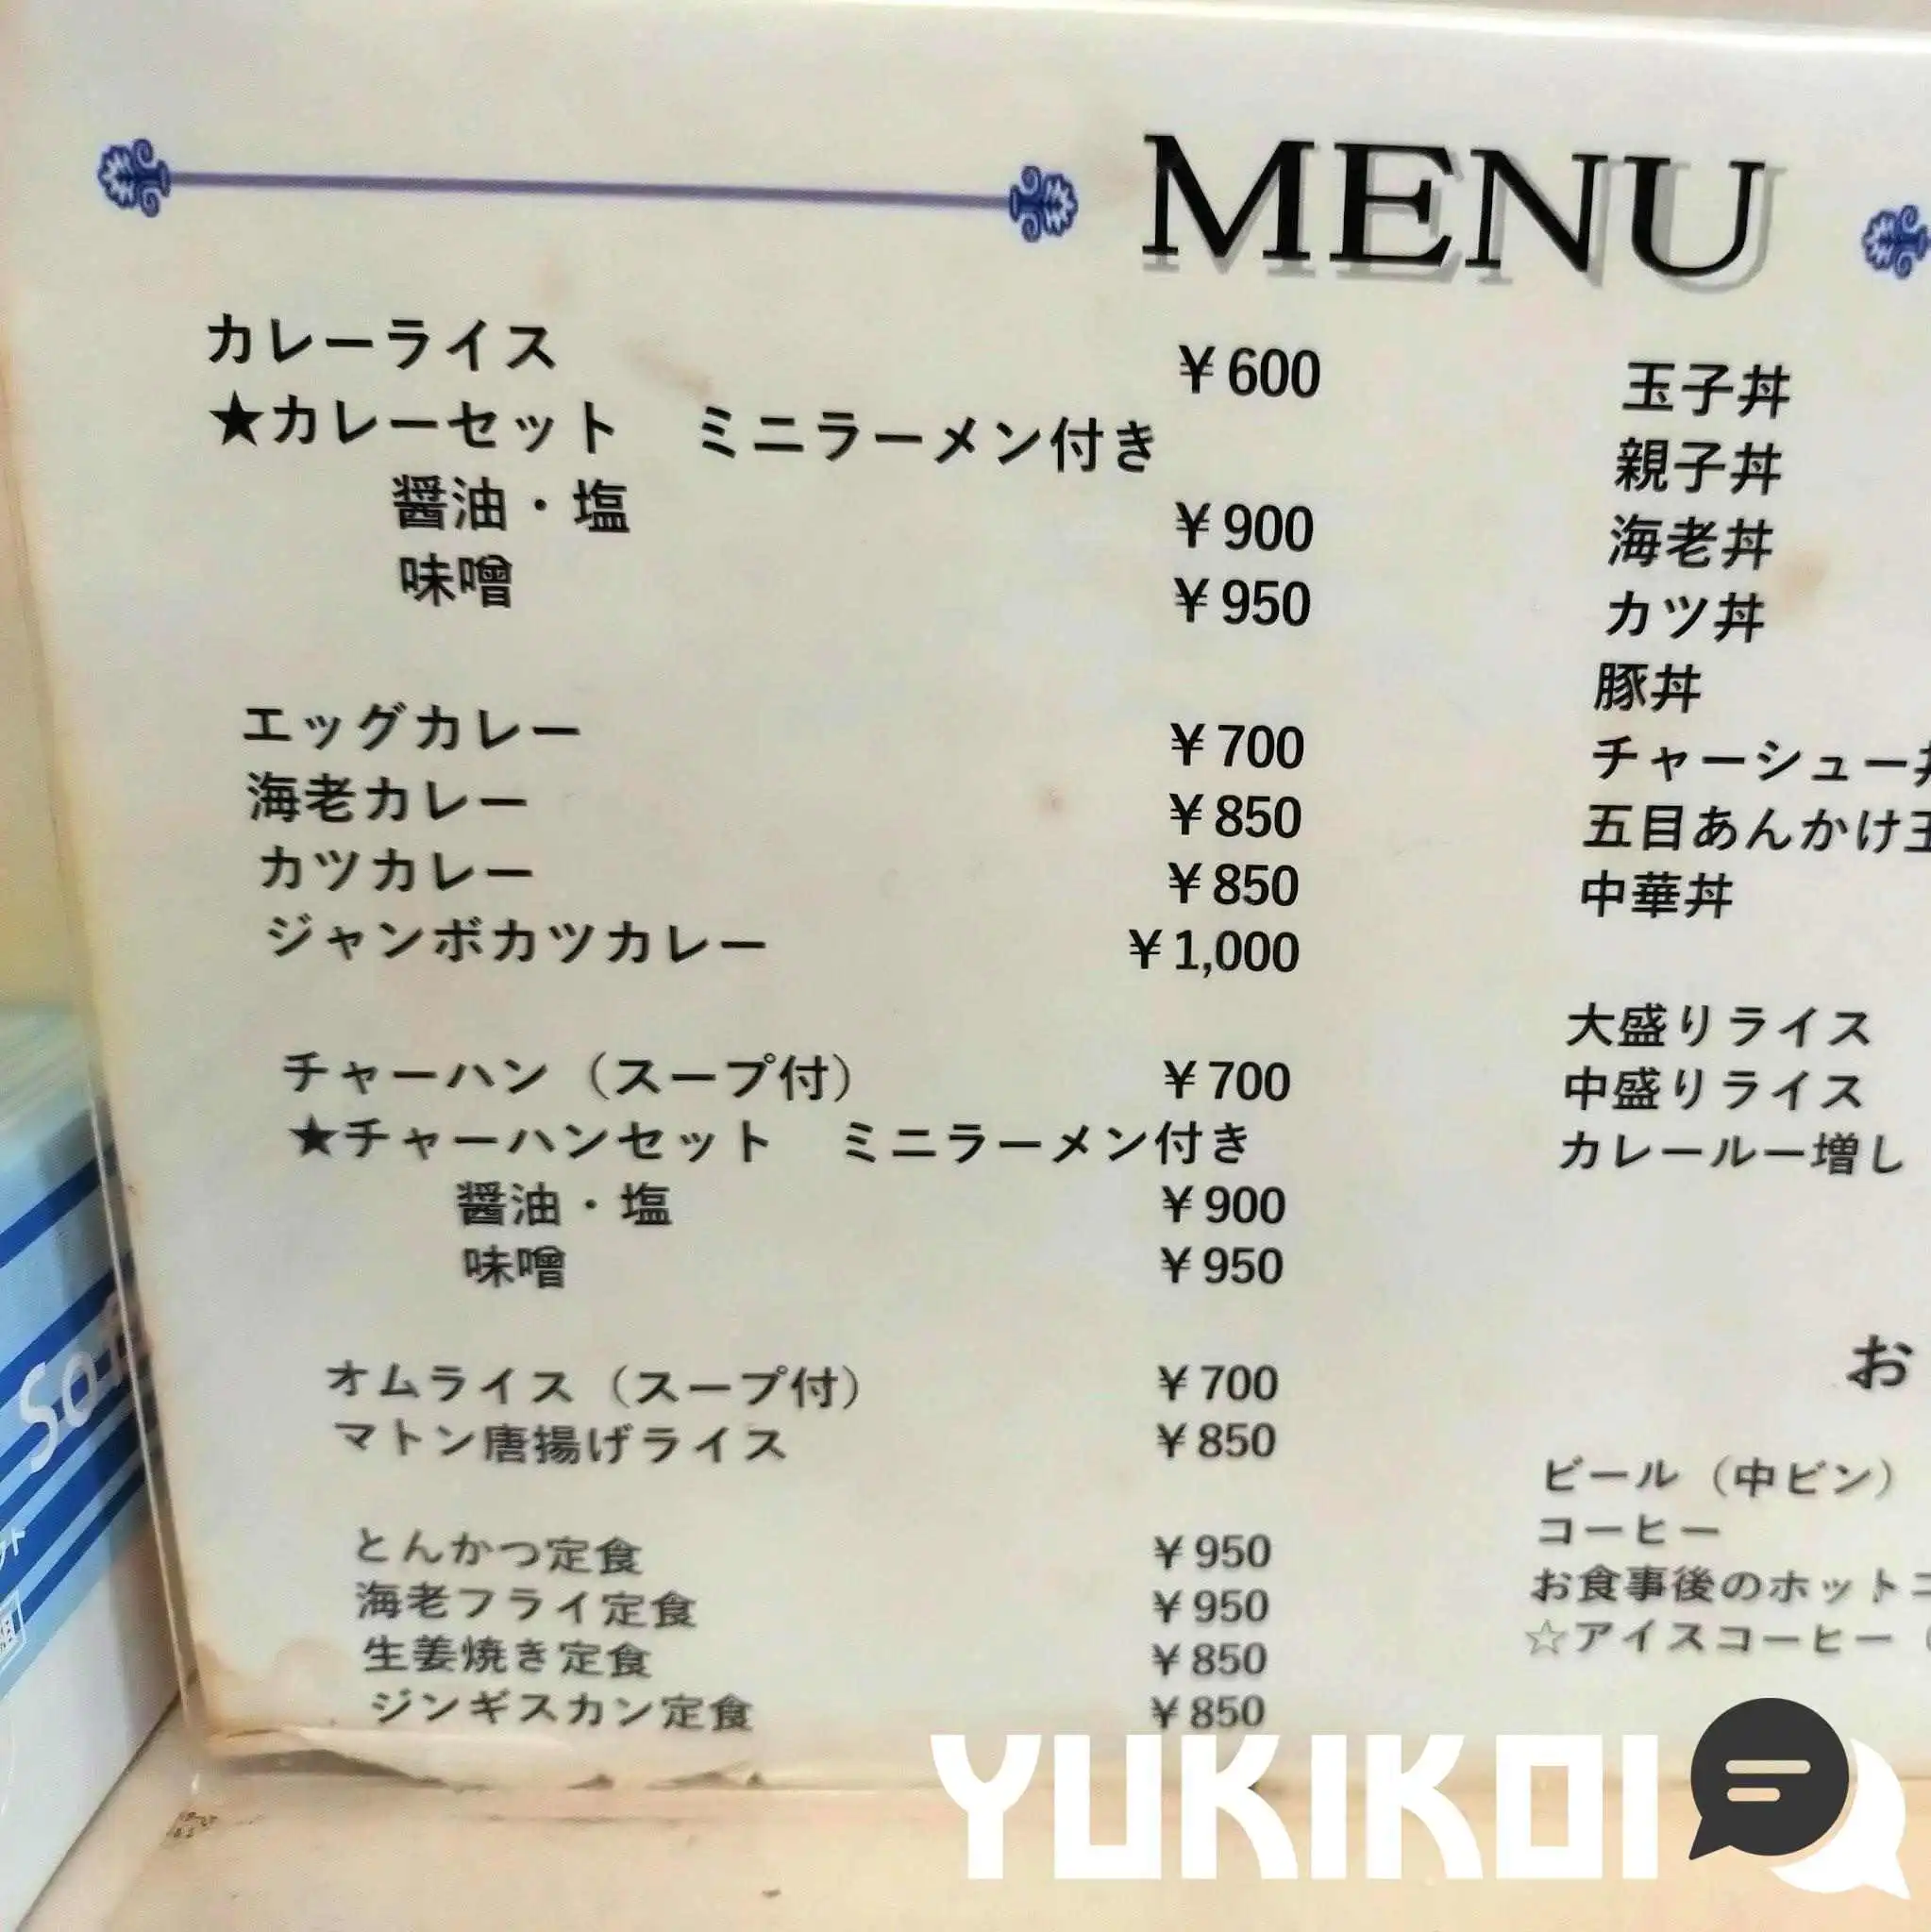 MENU
カレーライス ￥600
★カレーセット　ミニラーメン付き
醤油・塩 ￥900
味噌 ￥950
エッグカレー ￥700
海老カレー ￥850
カツカレー ￥850
ジャンボカツカレー ￥1,000
チャーハン（スープ付） ￥700
★チャーハンセット　ミニラーメン付き
醤油・塩 ￥900
味噌 ￥950
オムライス（スープ付） ￥700
マトン唐揚げライス ￥850
とんかつ定食 ￥950
海老フライ定食 ￥950
生姜焼き定食 ￥850
ジンギスカン定食 ￥850
玉子丼
親子丼
海老丼
カツ丼
豚丼
チャーシュー丼
五目あんかけ玉
中華丼
大盛りライス
中盛りライス
カレールー増し
お
ビール（中ビン）
コーヒー
お食事後のホットコ
☆アイスコーヒー（
YUKIKOI